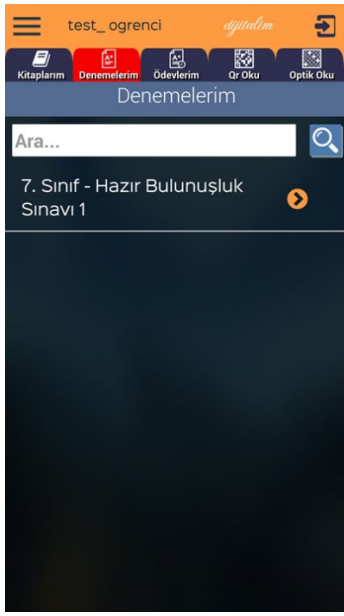 test_ ogrenci dijitalim
Kitaplarım Denemelerim Ödevlerim Qr Oku Optik Oku
Denemelerim
Ara...
7. Sınıf - Hazır Bulunuşluk
Sınavı 1